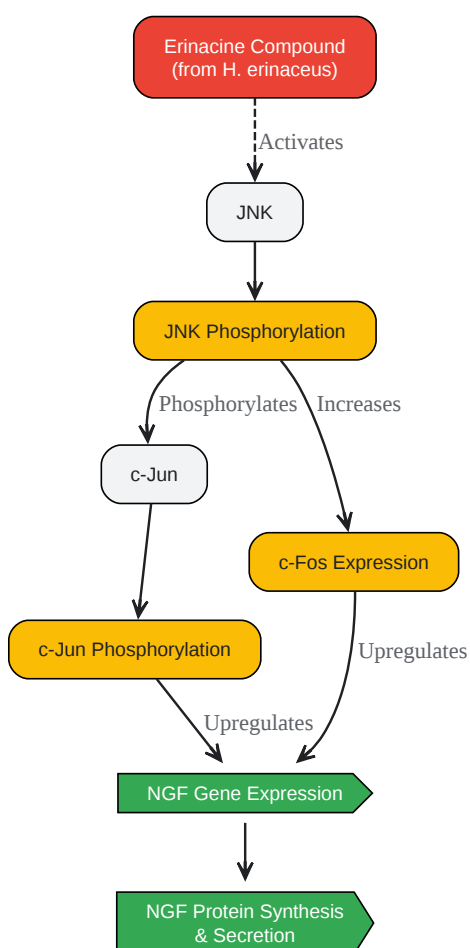 Erinacine Compound
(from H. erinaceus)
Activates
JNK
JNK Phosphorylation
Phosphorylates
Increases
c-Jun
c-Fos Expression
c-Jun Phosphorylation
Upregulates
Upregulates
NGF Gene Expression
NGF Protein Synthesis
& Secretion